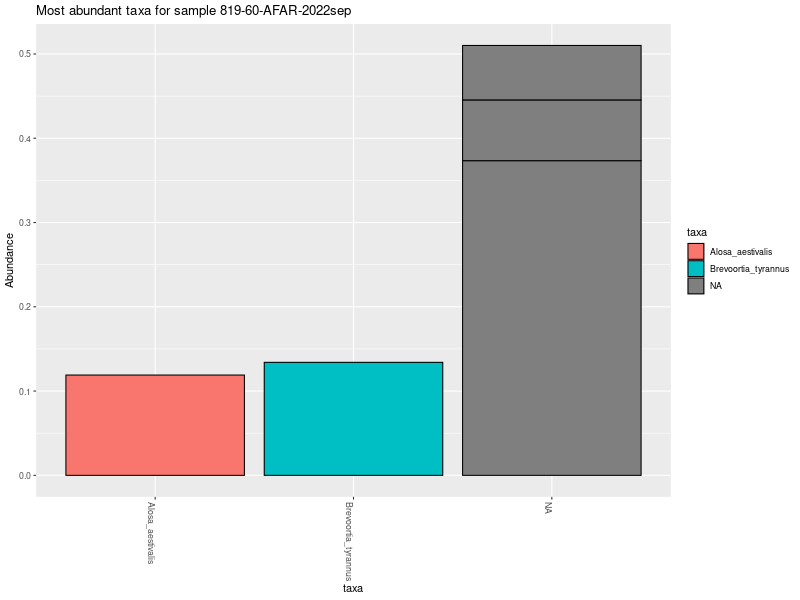 Most abundant taxa for sample 819-60-AFAR-2022sep
Abundance
0.5
0.4
0.3
0.2
0.1
0.0
Alosa_aestivalis
Brevoortia_tyrannus
NA
taxa
taxa
Alosa_aestivalis
Brevoortia_tyrannus
NA